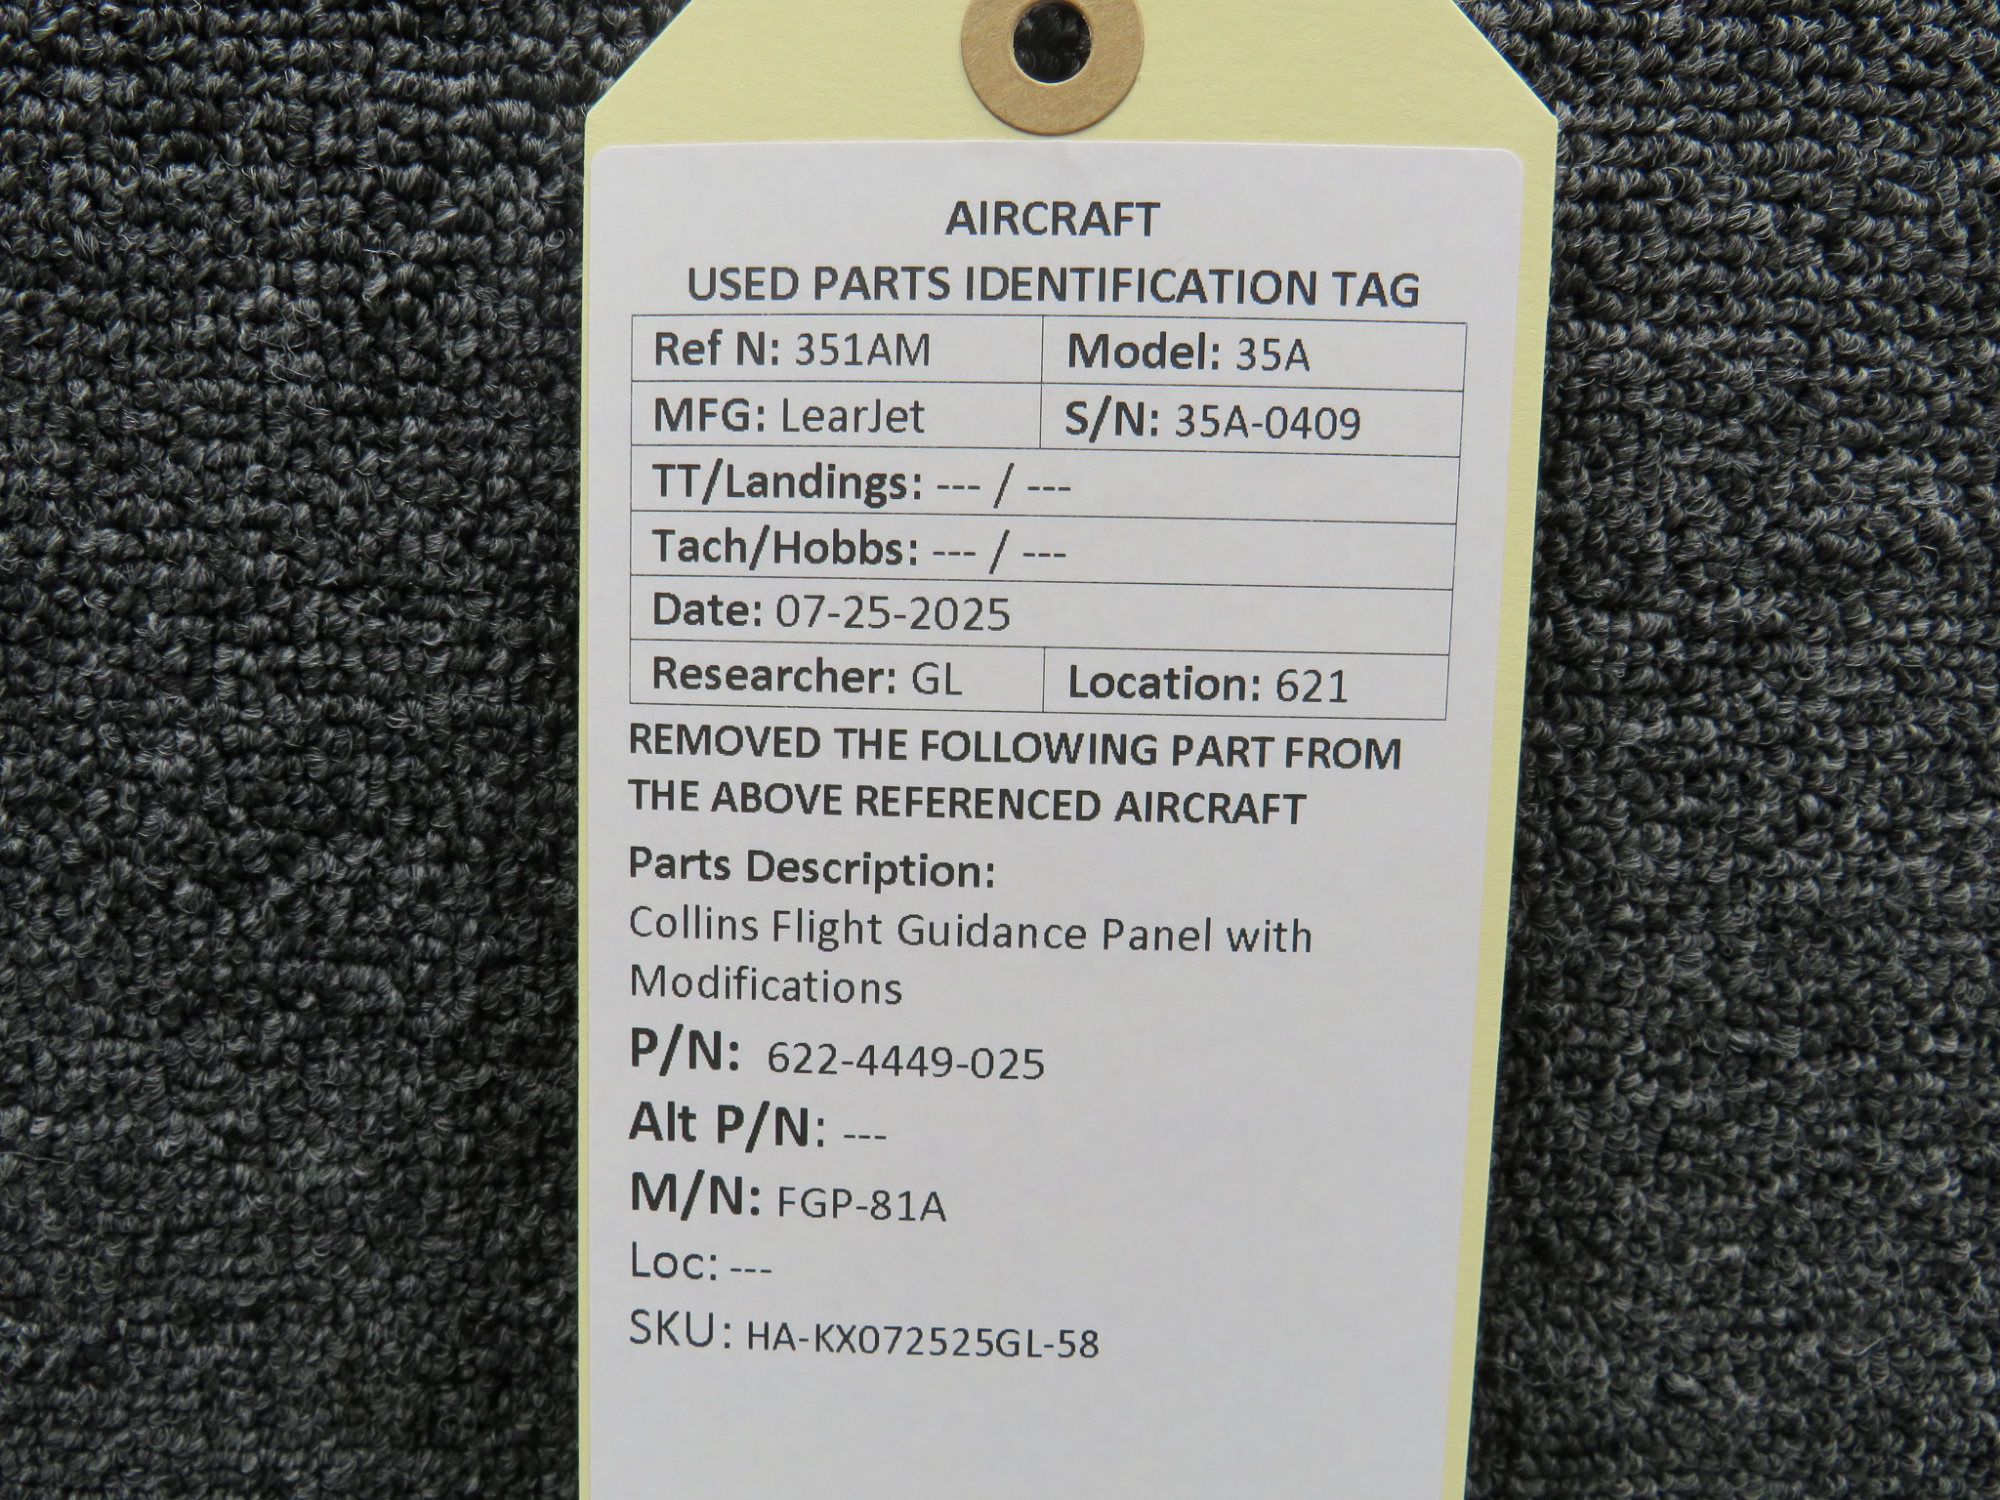 AIRCRAFT
USED PARTS IDENTIFICATION TAG
Ref N: 351AM Model: 35A
MFG: LearJet S/N: 35A-0409
TT/Landings: --- / ---
Tach/Hobbs: --- / ---
Date: 07-25-2025
Researcher: GL Location: 621
REMOVED THE FOLLOWING PART FROM
THE ABOVE REFERENCED AIRCRAFT
Parts Description:
Collins Flight Guidance Panel with
Modifications
P/N: 622-4449-025
Alt P/N: ---
M/N: FGP-81A
Loc: ---
SKU: HA-KX072525GL-58